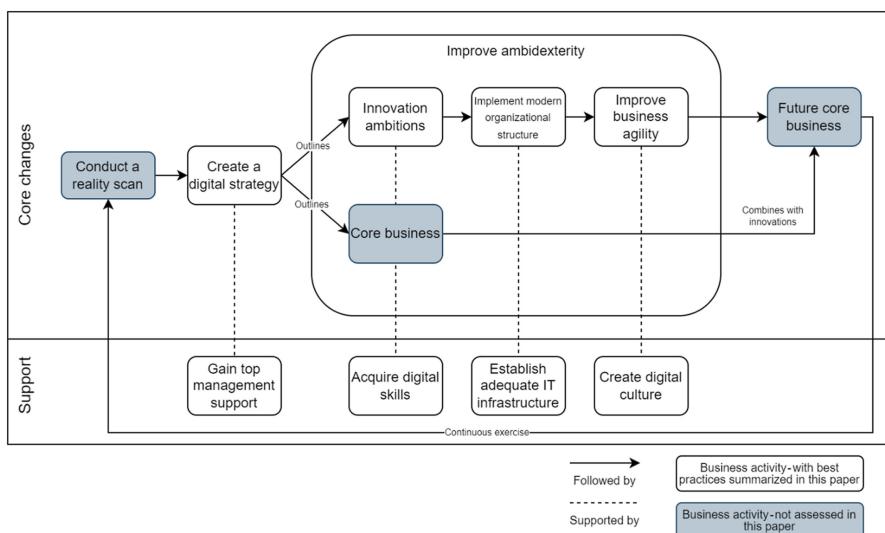 Improve ambidexterity
Core changes
Conduct a
reality scan
Create a
digital strategy
Outlines
Outlines
Innovation
ambitions
Implement modern
organizational
structure
Improve
business
agility
Future core
business
Core business
Combines with
innovations
Support
Gain top
management
support
Acquire digital
skills
Establish
adequate IT
infrastructure
Create digital
culture
Continuous exercise
Followed by
Business activity-with best
practices summarized in this paper
Supported by
Business activity-not assessed in
this paper